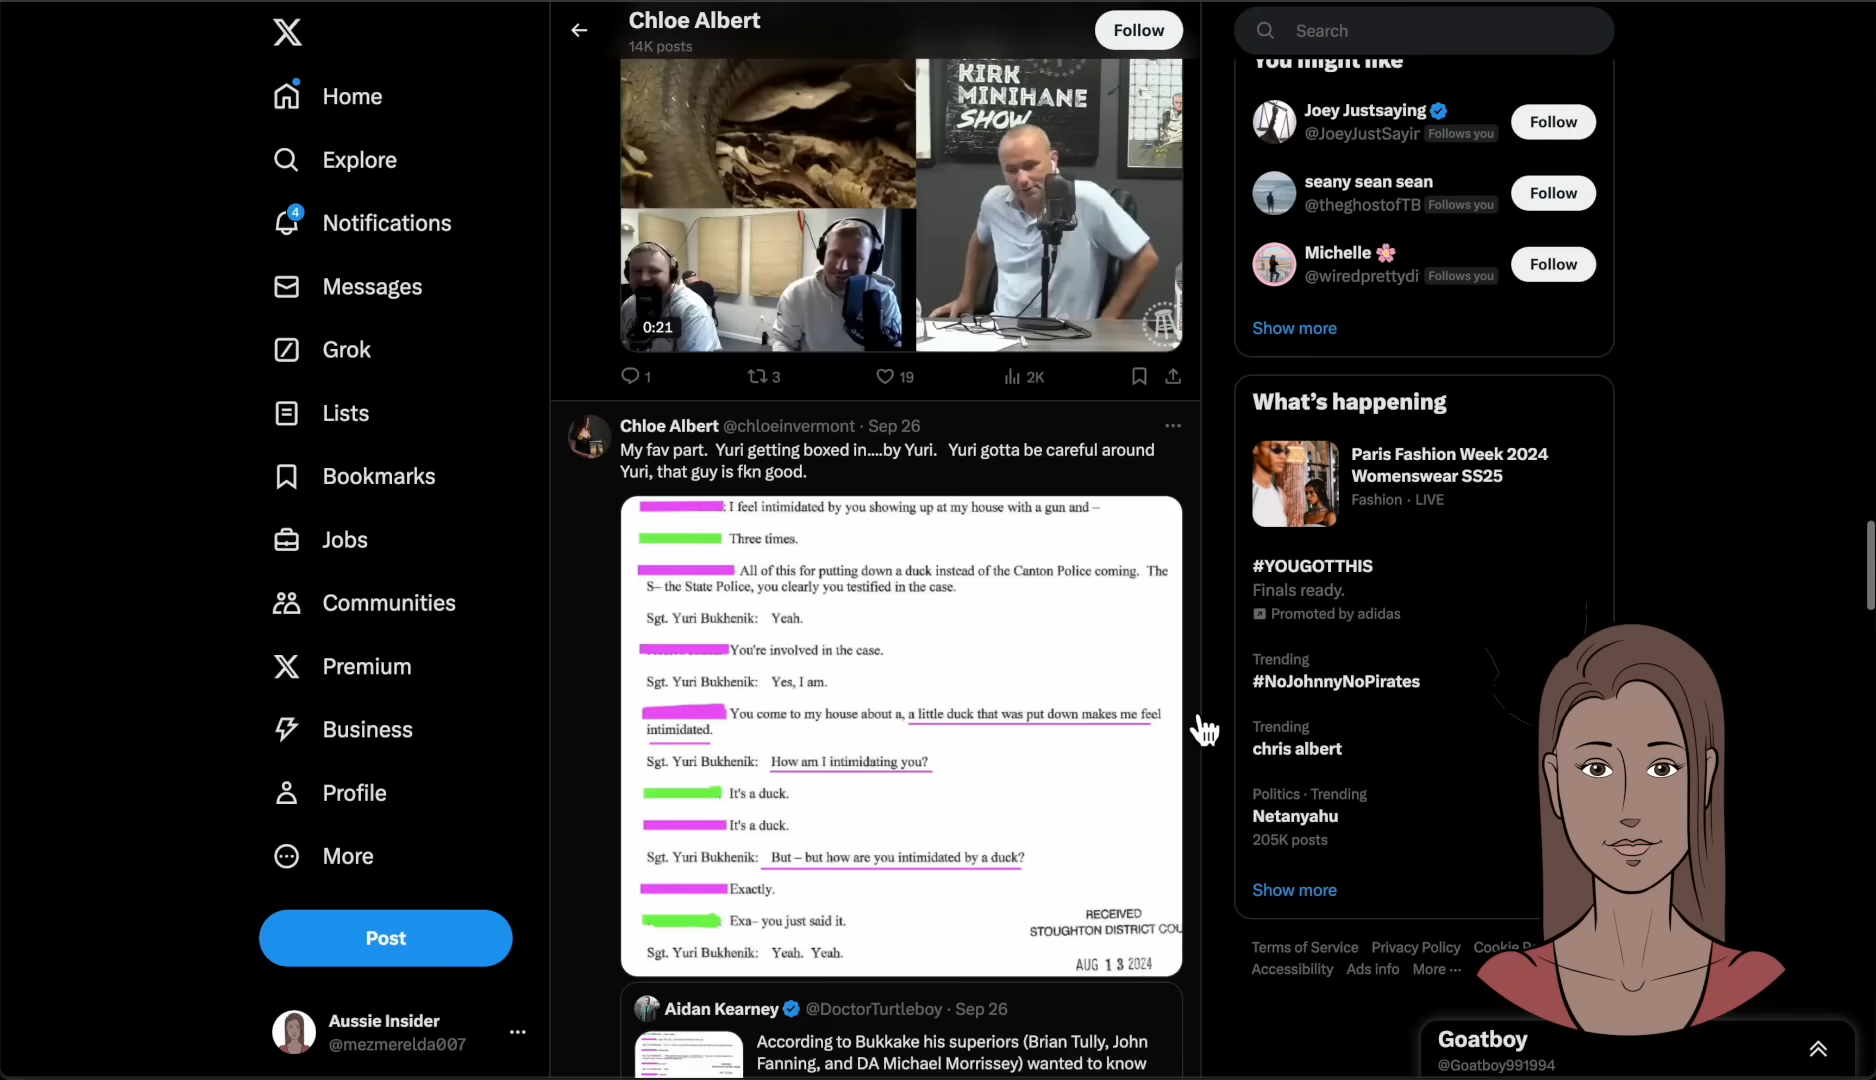 Home
Explore
4
Notifications
Messages
Grok
Lists
Bookmarks
Jobs
Communities
Premium
Business
Profile
More
Post
Aussie Insider
@mezmerelda007
Chloe Albert
14K posts
Follow
KIRK
MINIHANE
SHOW
0:21
1
3
19
2K
Chloe Albert @chloeinvermont · Sep 26
My fav part. Yuri getting boxed in....by Yuri. Yuri gotta be careful around
Yuri, that guy is fkn good.
: I feel intimidated by you showing up at my house with a gun and –
Three times.
All of this for putting down a duck instead of the Canton Police coming. The
S– the State Police, you clearly you testified in the case.
Sgt. Yuri Bukhenik: Yeah.
You're involved in the case.
Sgt. Yuri Bukhenik: Yes, I am.
You come to my house about a, a little duck that was put down makes me feel
intimidated.
Sgt. Yuri Bukhenik: How am I intimidating you?
It's a duck.
It's a duck.
Sgt. Yuri Bukhenik: But – but how are you intimidated by a duck?
Exactly.
Exa– you just said it.
Sgt. Yuri Bukhenik: Yeah. Yeah.
RECEIVED
STOUGHTON DISTRICT COU
AUG 13 2024
Aidan Kearney @DoctorTurtleboy · Sep 26
According to Bukkake his superiors (Brian Tully, John
Fanning, and DA Michael Morrissey) wanted to know
Search
You might like
Joey Justsaying
@JoeyJustSayir Follows you
Follow
seany sean sean
@theghostofTB Follows you
Follow
Michelle 🌸
@wiredprettydi Follows you
Follow
Show more
What's happening
Paris Fashion Week 2024
Womenswear SS25
Fashion · LIVE
#YOUGOTTHIS
Finals ready.
Promoted by adidas
Trending
#NoJohnnyNoPirates
Trending
chris albert
Politics · Trending
Netanyahu
205K posts
Show more
Terms of Service Privacy Policy Cookie
Accessibility Ads info More ···
Goatboy
@Goatboy991994